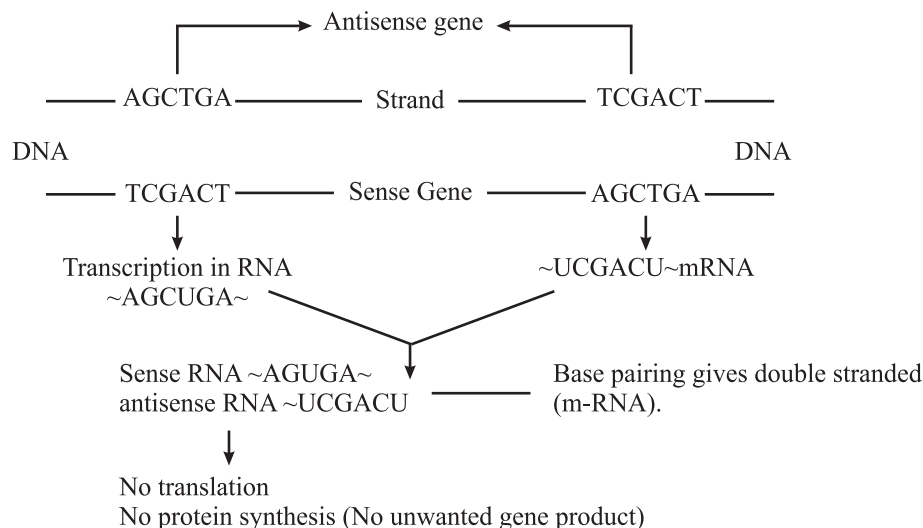 Antisense gene
AGCTGA Strand TCGACT
DNA DNA
TCGACT Sense Gene AGCTGA
Transcription in RNA ~UCGACU~mRNA
~AGCUGA~
Sense RNA ~AGUGA~ Base pairing gives double stranded
antisense RNA ~UCGACU (m-RNA).
No translation
No protein synthesis (No unwanted gene product)